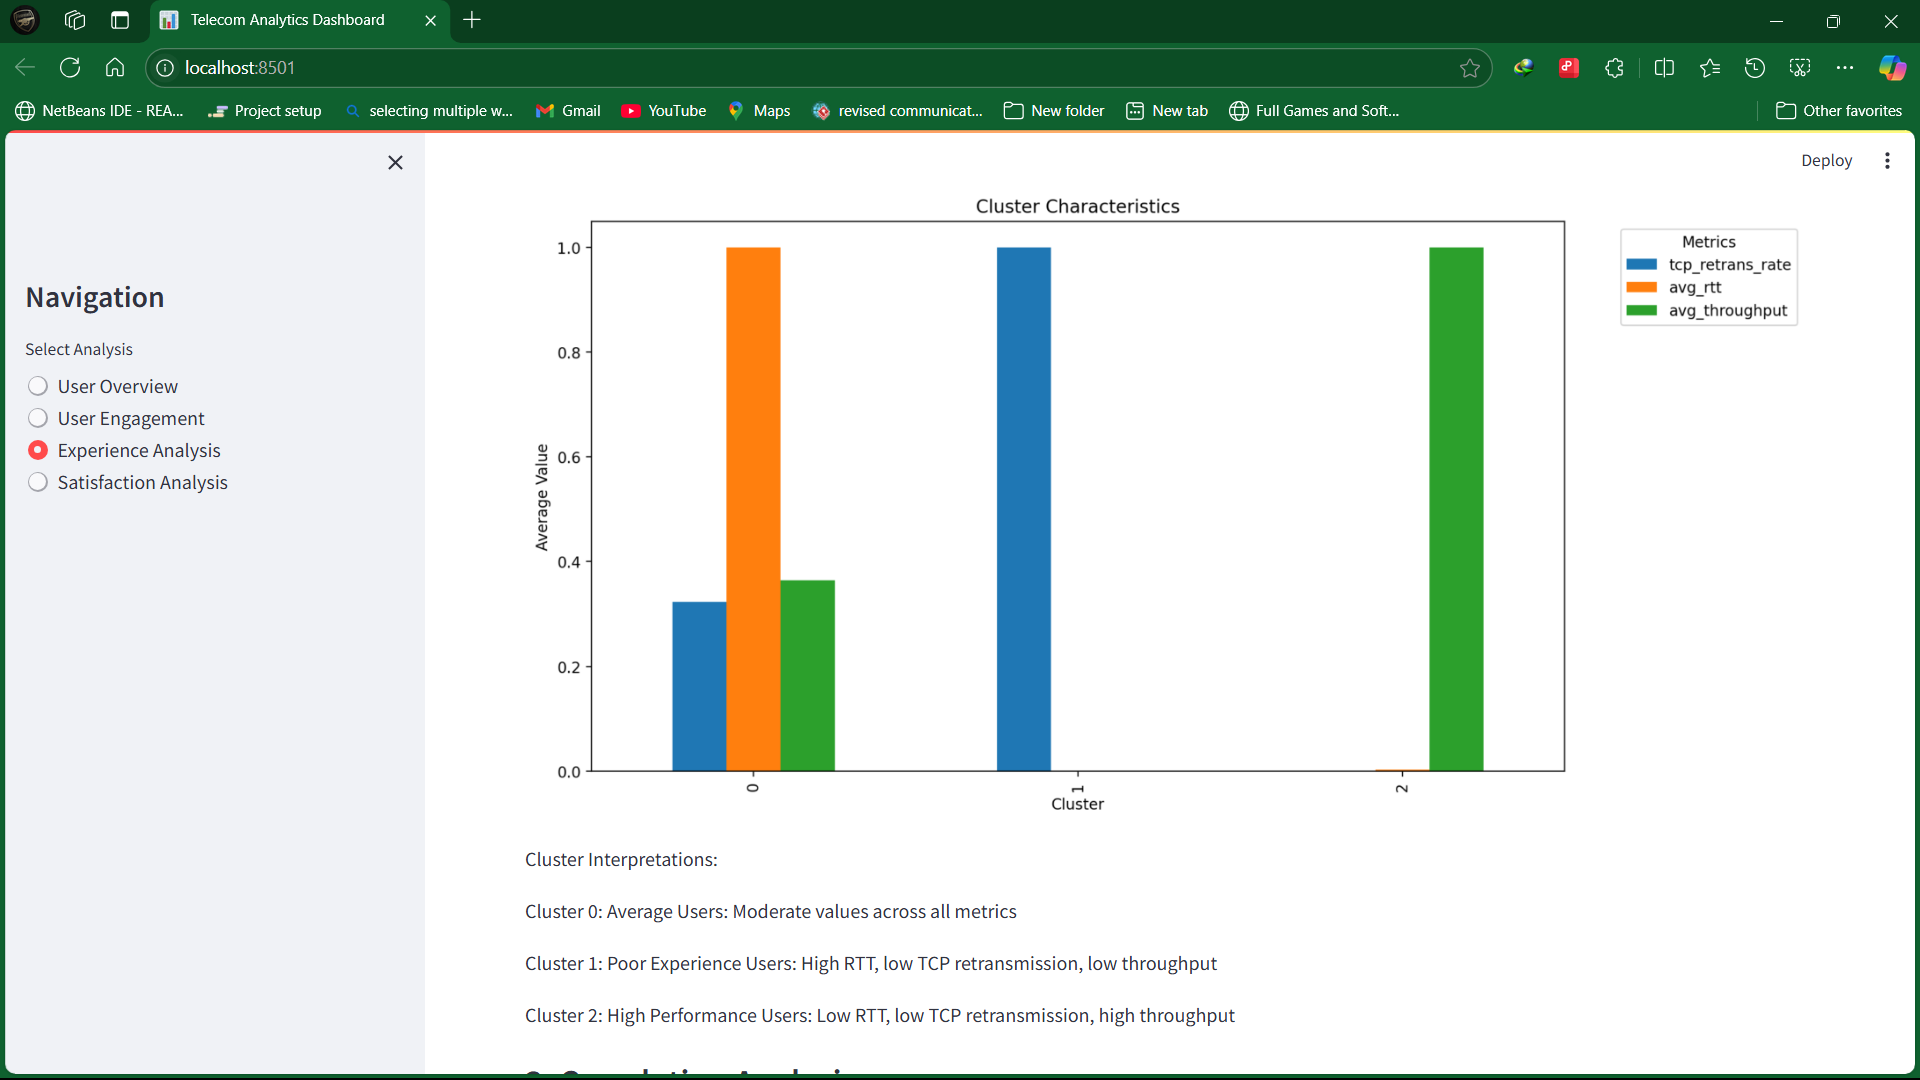 Telecom Analytics Dashboard
localhost:8501
NetBeans IDE - REA...
Project setup
selecting multiple w...
Gmail
YouTube
Maps
revised communicat...
New folder
New tab
Full Games and Soft...
Other favorites
Deploy
Navigation
Select Analysis
User Overview
User Engagement
Experience Analysis
Satisfaction Analysis
Cluster Characteristics
Metrics
tcp_retrans_rate
avg_rtt
avg_throughput
Average Value
1.0
0.8
0.6
0.4
0.2
0.0
0
1
2
Cluster
Cluster Interpretations:
Cluster 0: Average Users: Moderate values across all metrics
Cluster 1: Poor Experience Users: High RTT, low TCP retransmission, low throughput
Cluster 2: High Performance Users: Low RTT, low TCP retransmission, high throughput